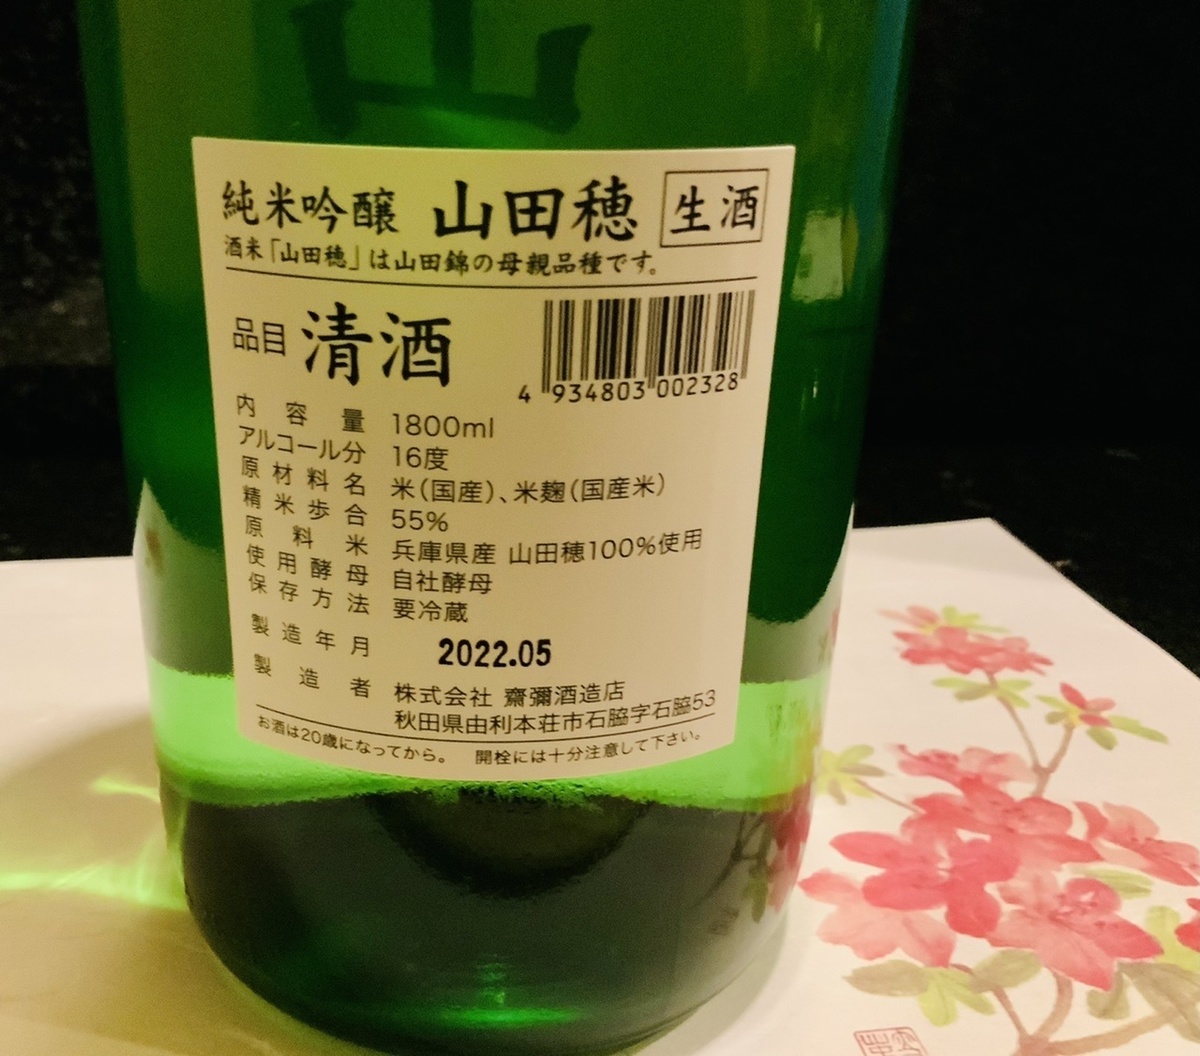 山
純米吟醸 山田穂 生酒
酒米「山田穂」は山田錦の母親品種です。
品目 清酒
4 934803 002328
内容量 1800ml
アルコール分 16度
原材料名 米(国産)、米麹(国産米)
精米歩合 55%
原料米 兵庫県産 山田穂100%使用
使用酵母 自社酵母
保存方法 要冷蔵
製造年月 2022.05
製造者 株式会社 齋彌酒造店
秋田県由利本荘市石脇字石脇53
お酒は20歳になってから。 開栓には十分注意して下さい。